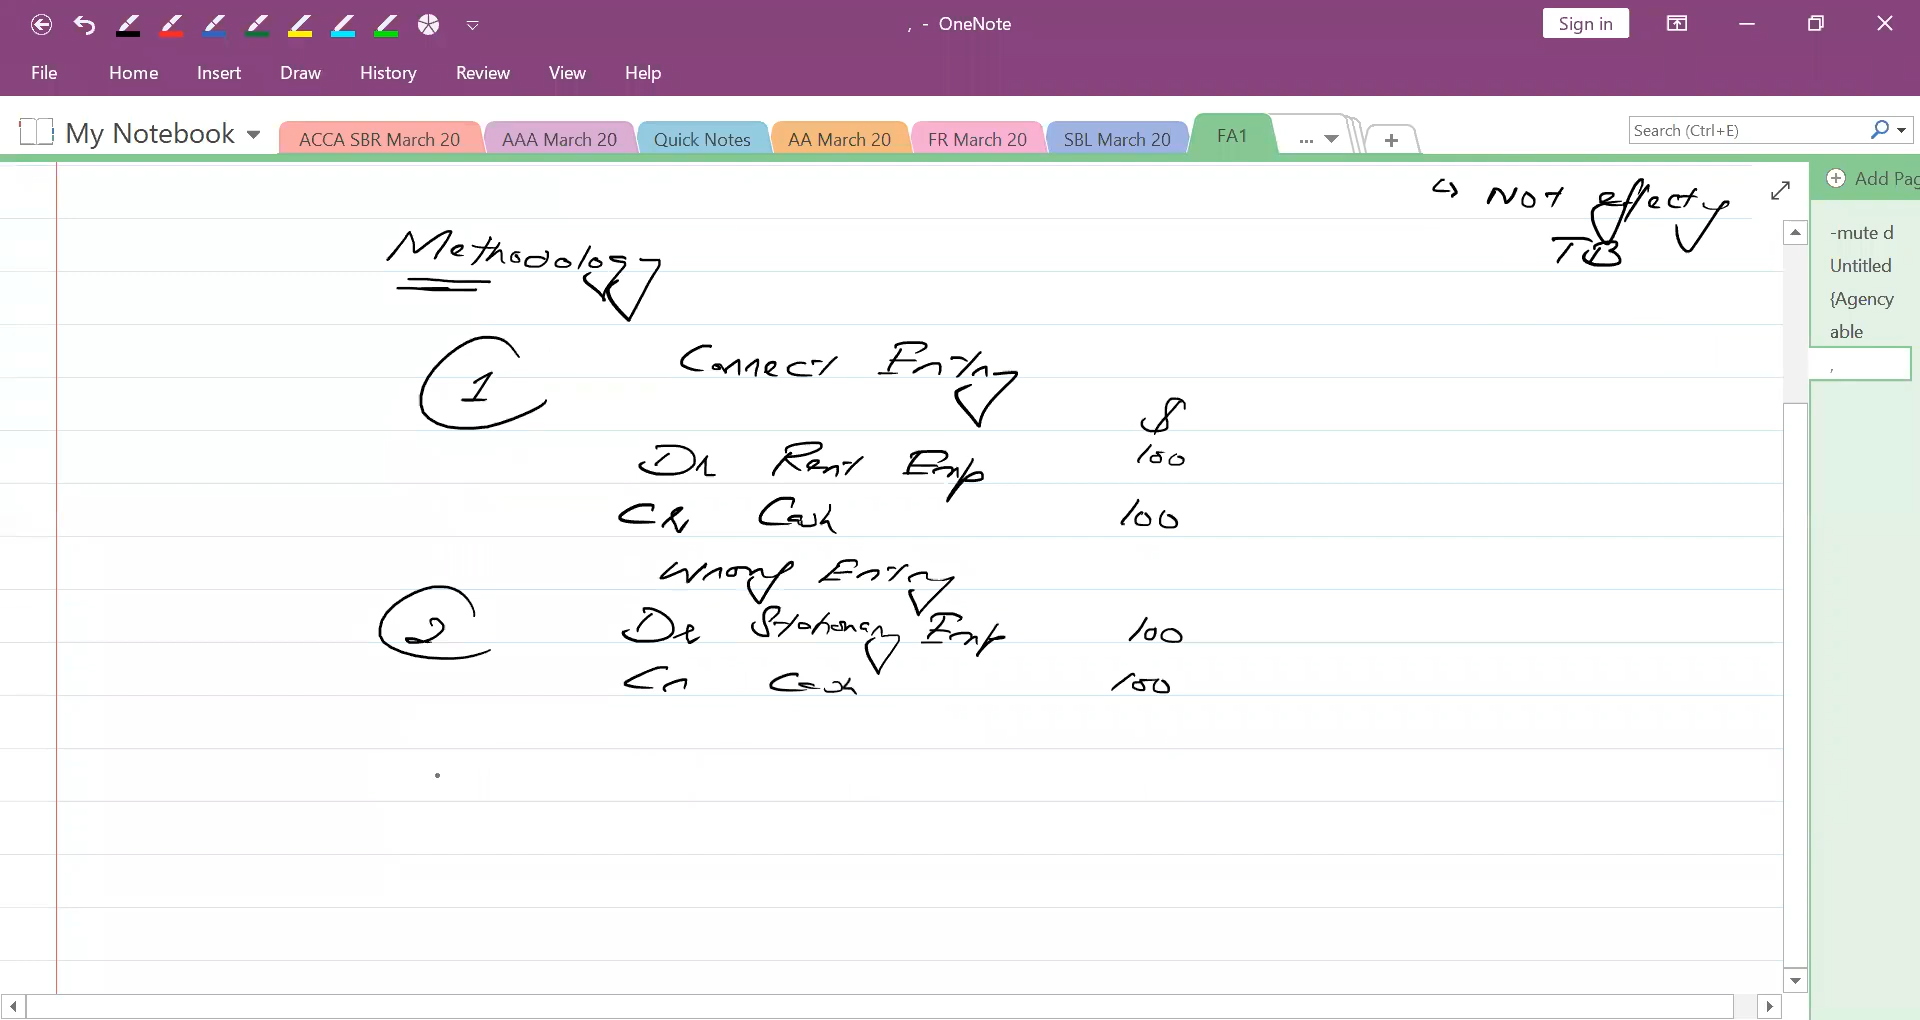 , - OneNote
Sign in
File Home Insert Draw History Review View Help
My Notebook
ACCA SBR March 20
AAA March 20
Quick Notes
AA March 20
FR March 20
SBL March 20
FA1
...
Search (Ctrl+E)
Add Pag
-mute d
Untitled
{Agency
able
,
Not effecty
TB
Methodology
1 Correct Entry
$
Dr Rent Exp 100
Cr Cash 100
Wrong Entry
2 Dr Stationary Exp 100
Cr Cash 100